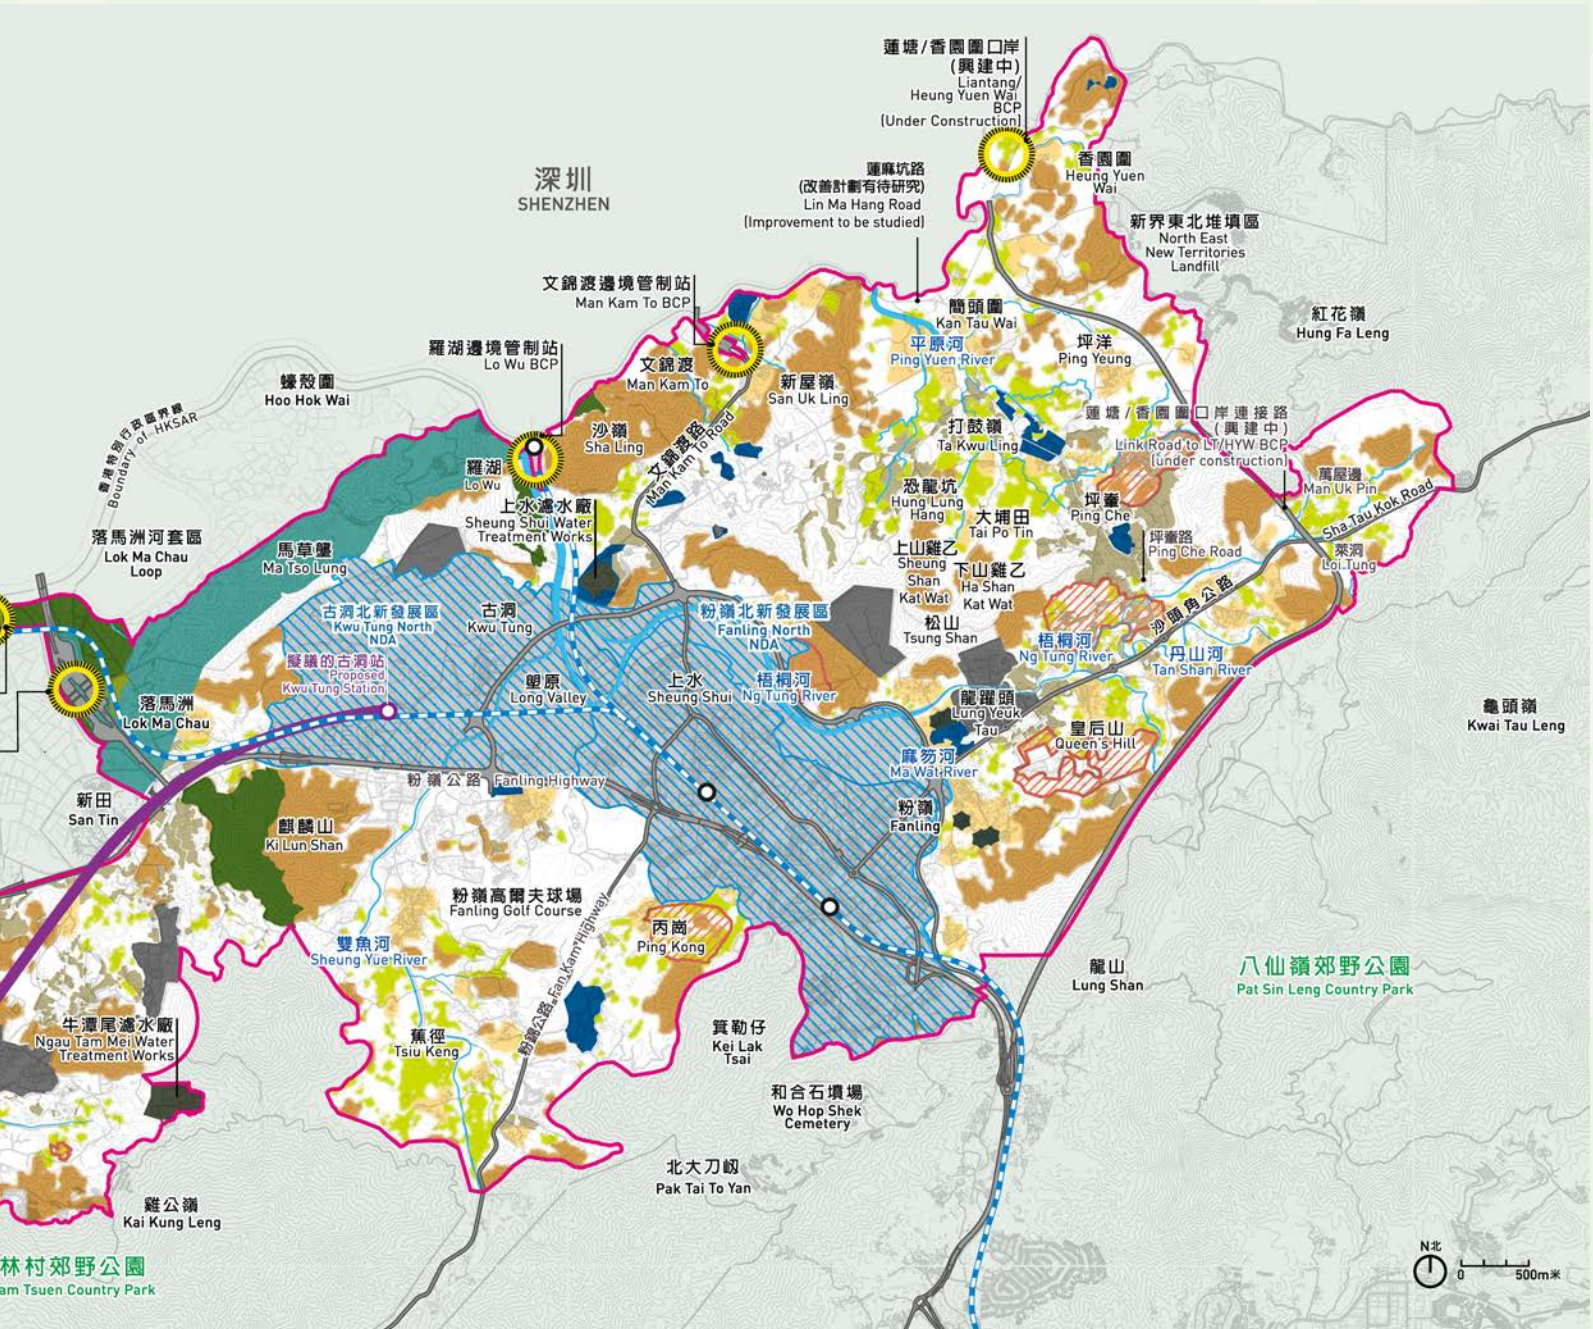 蓮塘/香園圍口岸
(興建中)
Liantang/
Heung Yuen Wai
BCP
(Under Construction)
香園圍
Heung Yuen
Wai
深圳
SHENZHEN
蓮麻坑路
(改善計劃有待研究)
Lin Ma Hang Road
(Improvement to be studied)
新界東北堆填區
North East
New Territories
Landfill
文錦渡邊境管制站
Man Kam To BCP
簡頭圍
Kan Tau Wai
紅花嶺
Hung Fa Leng
平原河
Ping Yuen River
坪洋
Ping Yeung
羅湖邊境管制站
Lo Wu BCP
文錦渡
Man Kam To
新屋嶺
San Uk Ling
蠔殼圍
Hoo Hok Wai
香港特別行政區界線
Boundary of HKSAR
沙嶺
Sha Ling
文錦渡路
Man Kam To Road
打鼓嶺
Ta Kwu Ling
蓮塘/香園圍口岸連接路
(興建中)
Link Road to LT/HYW BCP
(under construction)
羅湖
Lo Wu
萬屋邊
Man Uk Pin
恐龍坑
Hung Lung
Hang
坪輋
Ping Che
Sha Tau Kok Road
上水濾水廠
Sheung Shui Water
Treatment Works
大埔田
Tai Po Tin
落馬洲河套區
Lok Ma Chau
Loop
馬草壟
Ma Tso Lung
上山雞乙
Sheung
Shan
Kat Wat
下山雞乙
Ha Shan
Kat Wat
坪輋路
Ping Che Road
萊洞
Loi Tung
沙頭角公路
古洞北新發展區
Kwu Tung North
NDA
古洞
Kwu Tung
粉嶺北新發展區
Fanling North
NDA
松山
Tsung Shan
梧桐河
Ng Tung River
丹山河
Tan Shan River
擬議的古洞站
Proposed
Kwu Tung Station
塱原
Long Valley
上水
Sheung Shui
梧桐河
Ng Tung River
落馬洲
Lok Ma Chau
龍躍頭
Lung Yeuk
Tau
皇后山
Queen's Hill
龜頭嶺
Kwai Tau Leng
麻笏河
Ma Wat River
粉嶺公路 Fanling Highway
新田
San Tin
麒麟山
Ki Lun Shan
粉嶺
Fanling
粉嶺高爾夫球場
Fanling Golf Course
粉錦公路 Fan Kam Highway
丙崗
Ping Kong
雙魚河
Sheung Yue River
龍山
Lung Shan
八仙嶺郊野公園
Pat Sin Leng Country Park
牛潭尾濾水廠
Ngau Tam Mei Water
Treatment Works
蕉徑
Tsiu Keng
箕勒仔
Kei Lak
Tsai
和合石墳場
Wo Hop Shek
Cemetery
北大刀屻
Pak Tai To Yan
雞公嶺
Kai Kung Leng
林村郊野公園
am Tsuen Country Park
N北
0 500m米